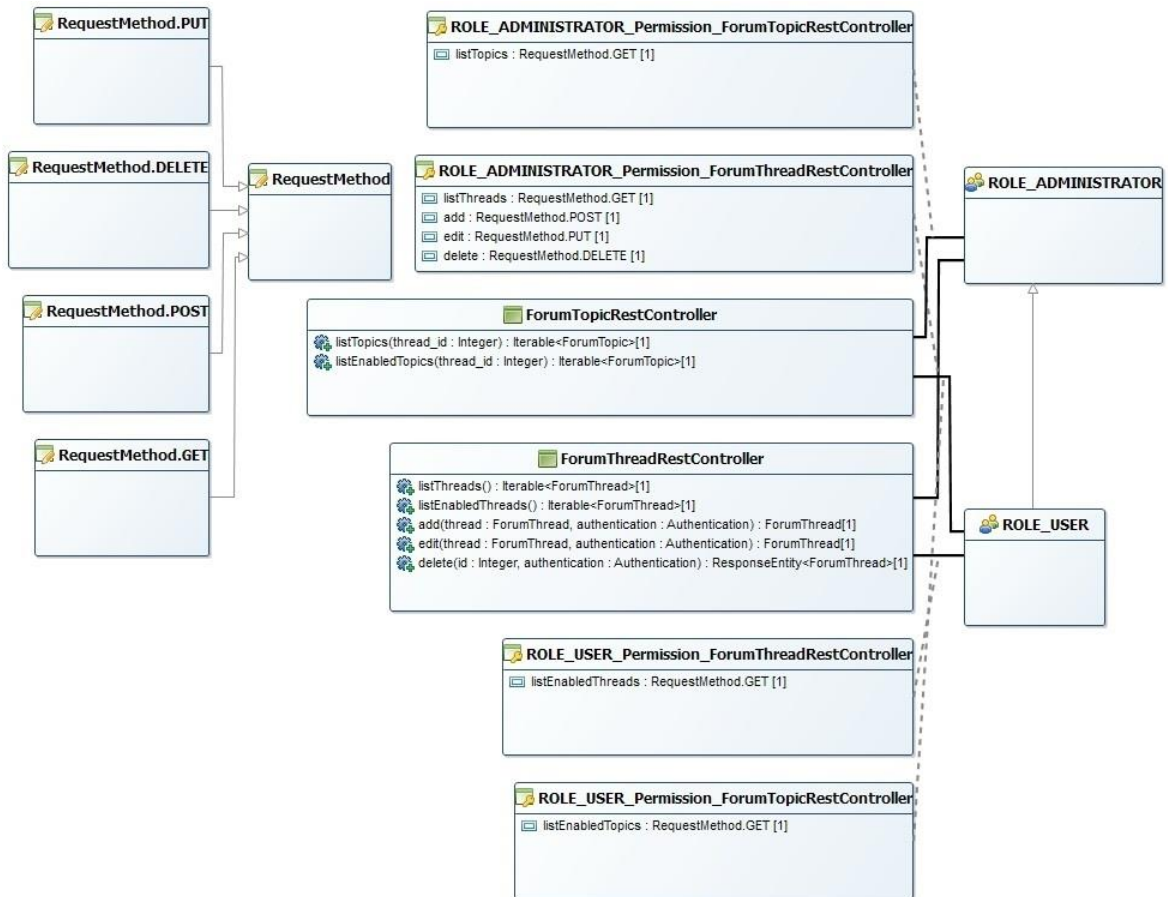 RequestMethod.PUT
RequestMethod.DELETE
RequestMethod.POST
RequestMethod.GET
RequestMethod
ROLE_ADMINISTRATOR_Permission_ForumTopicRestController
listTopics : RequestMethod.GET [1]
ROLE_ADMINISTRATOR_Permission_ForumThreadRestController
listThreads : RequestMethod.GET [1]
add : RequestMethod.POST [1]
edit : RequestMethod.PUT [1]
delete : RequestMethod.DELETE [1]
ForumTopicRestController
listTopics(thread_id : Integer) : Iterable<ForumTopic>[1]
listEnabledTopics(thread_id : Integer) : Iterable<ForumTopic>[1]
ForumThreadRestController
listThreads() : Iterable<ForumThread>[1]
listEnabledThreads() : Iterable<ForumThread>[1]
add(thread : ForumThread, authentication : Authentication) : ForumThread[1]
edit(thread : ForumThread, authentication : Authentication) : ForumThread[1]
delete(id : Integer, authentication : Authentication) : ResponseEntity<ForumThread>[1]
ROLE_USER_Permission_ForumThreadRestController
listEnabledThreads : RequestMethod.GET [1]
ROLE_USER_Permission_ForumTopicRestController
listEnabledTopics : RequestMethod.GET [1]
ROLE_ADMINISTRATOR
ROLE_USER